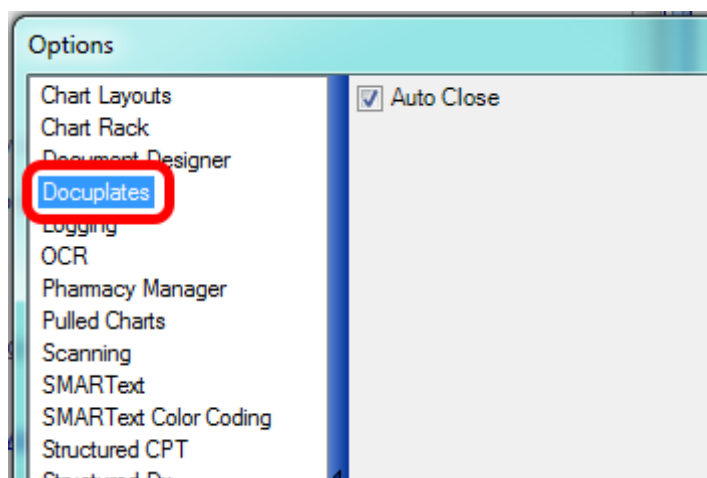 Options
Chart Layouts
Auto Close
Chart Rack
Document Designer
Docuplates
Logging
OCR
Pharmacy Manager
Pulled Charts
Scanning
SMARText
SMARText Color Coding
Structured CPT
Structured